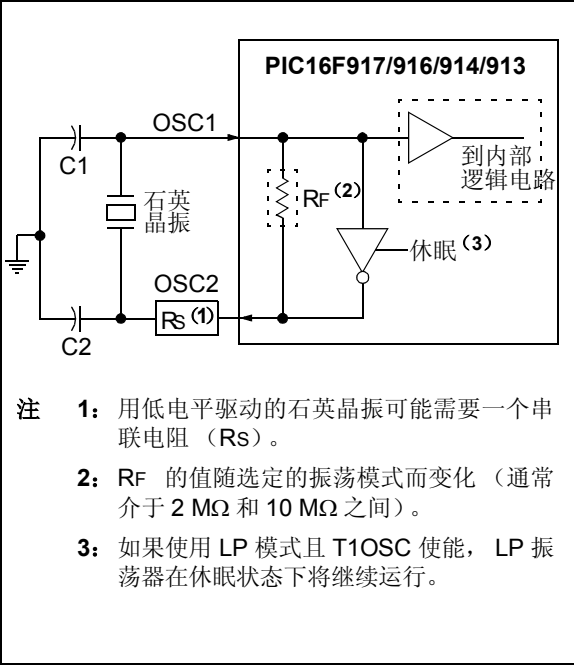 PIC16F917/916/914/913
OSC1
C1
到内部
逻辑电路
石英
晶振
RF (2)
休眠 (3)
OSC2
RS (1)
C2
注 1： 用低电平驱动的石英晶振可能需要一个串
联电阻 （RS）。
2： RF 的值随选定的振荡模式而变化 （通常
介于 2 MΩ 和 10 MΩ 之间）。
3： 如果使用 LP 模式且 T1OSC 使能， LP 振
荡器在休眠状态下将继续运行。